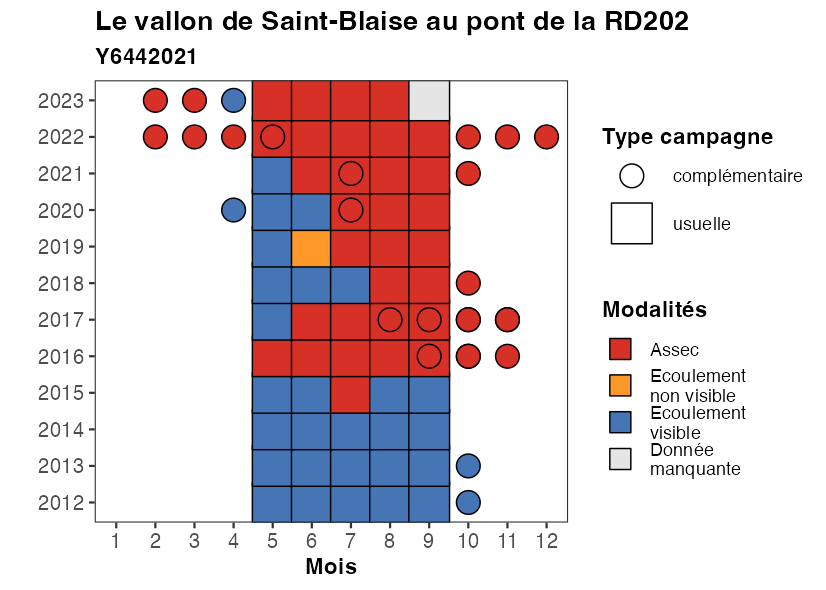 Le vallon de Saint-Blaise au pont de la RD202
Y6442021
2023
2022
2021
2020
2019
2018
2017
2016
2015
2014
2013
2012
1 2 3 4 5 6 7 8 9 10 11 12
Mois
Type campagne
complémentaire
usuelle
Modalités
Assec
Ecoulement
non visible
Ecoulement
visible
Donnée
manquante